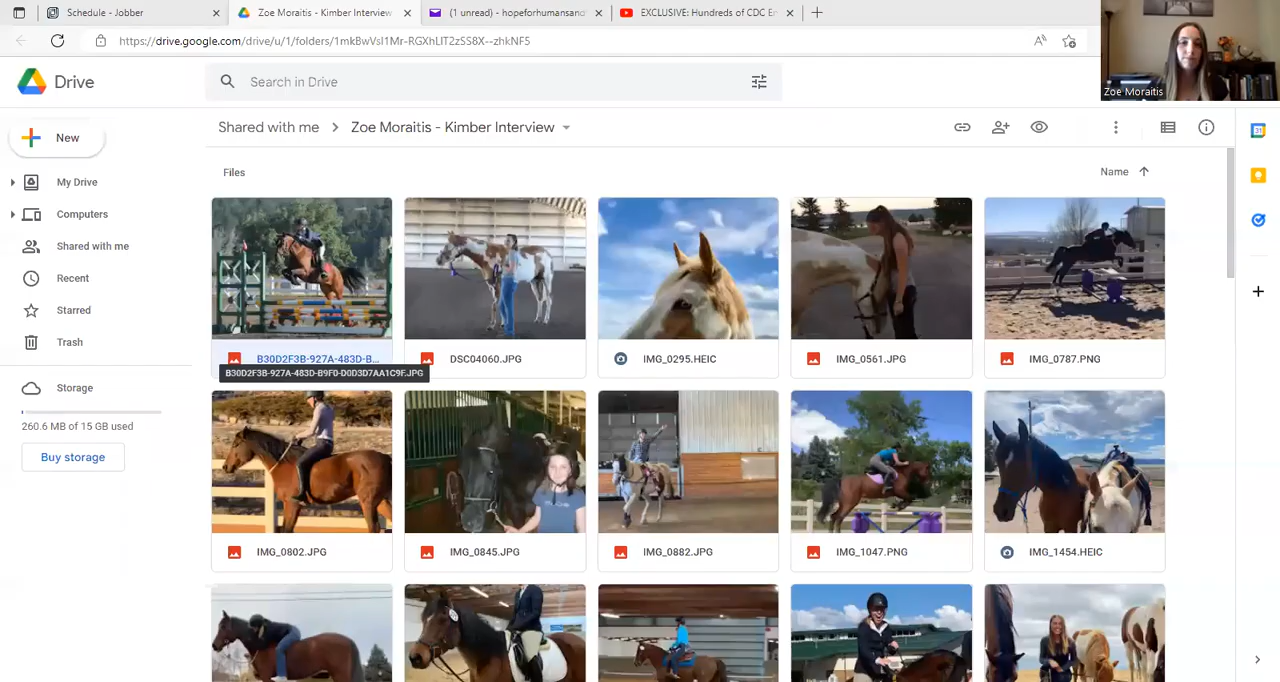 Schedule - Jobber
Zoe Moraitis - Kimber Interview
(1 unread) - hopeforhumansand
EXCLUSIVE: Hundreds of CDC En
https://drive.google.com/drive/u/1/folders/1mkBwVsI1Mr-RGXhLIT2zSS8X--zhkNF5
Zoe Moraitis
Drive
Search in Drive
New
Shared with me
Zoe Moraitis - Kimber Interview
My Drive
Computers
Shared with me
Recent
Starred
Trash
Storage
260.6 MB of 15 GB used
Buy storage
Files
Name
B30D2F3B-927A-483D-B...
DSC04060.JPG
IMG_0295.HEIC
IMG_0561.JPG
IMG_0787.PNG
B30D2F3B-927A-483D-B9F0-D0D3D7AA1C9F.JPG
IMG_0802.JPG
IMG_0845.JPG
IMG_0882.JPG
IMG_1047.PNG
IMG_1454.HEIC
31